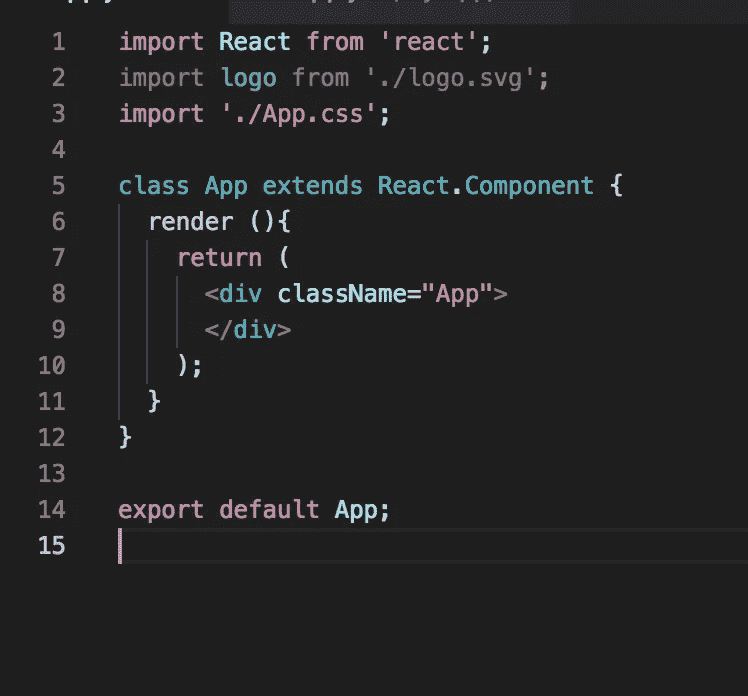 1 import React from 'react';
2 import logo from './logo.svg';
3 import './App.css';
4
5 class App extends React.Component {
6   render (){
7     return (
8       <div className="App">
9       </div>
10     );
11   }
12 }
13
14 export default App;
15